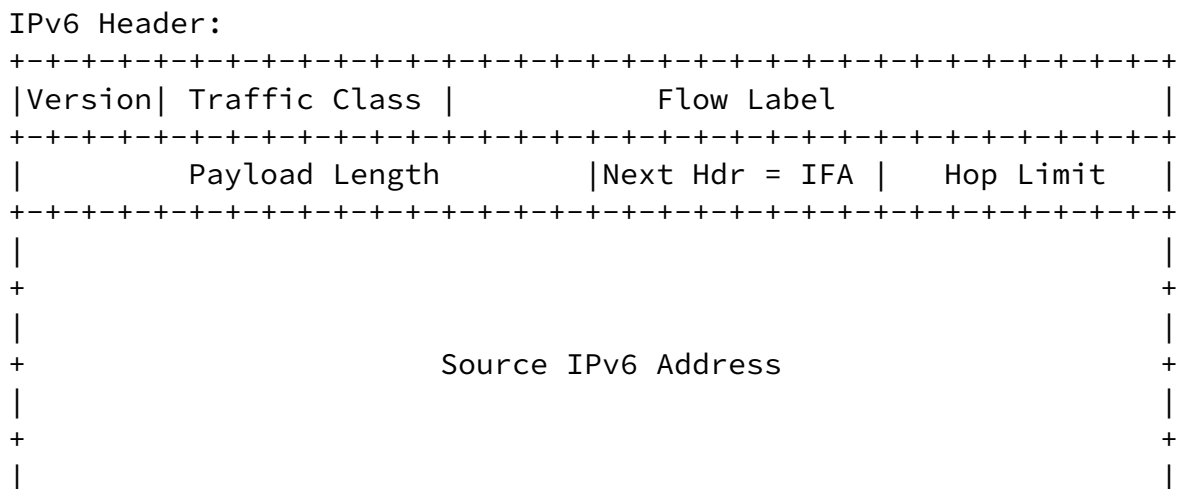 IPv6 Header:
+-+-+-+-+-+-+-+-+-+-+-+-+-+-+-+-+-+-+-+-+-+-+-+-+-+-+-+-+-+-+-+-+
|Version| Traffic Class |           Flow Label                  |
+-+-+-+-+-+-+-+-+-+-+-+-+-+-+-+-+-+-+-+-+-+-+-+-+-+-+-+-+-+-+-+-+
|         Payload Length        |Next Hdr = IFA |   Hop Limit   |
+-+-+-+-+-+-+-+-+-+-+-+-+-+-+-+-+-+-+-+-+-+-+-+-+-+-+-+-+-+-+-+-+
|                                                               |
+                                                               +
|                                                               |
+                       Source IPv6 Address                     +
|                                                               |
+                                                               +
|                                                               |